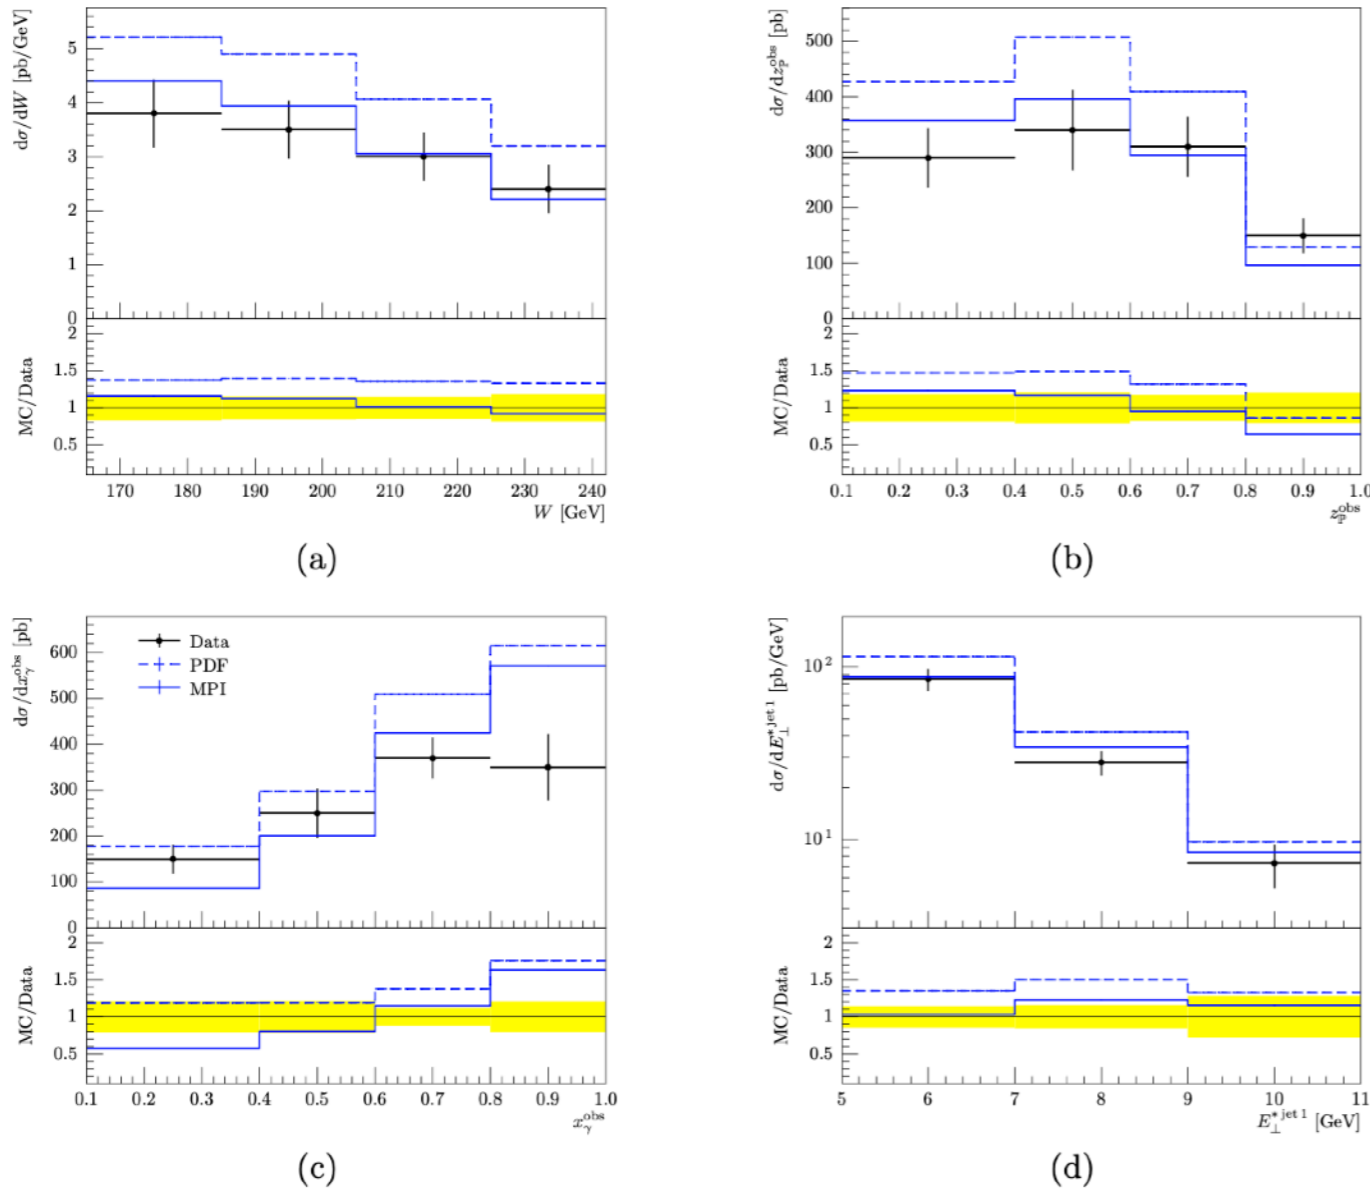 dσ/dW [pb/GeV]
5
4
3
2
1
0
MC/Data
2
1.5
1
0.5
170 180 190 200 210 220 230 240
W [GeV]
(a)
dσ/dz_ℙ^obs [pb]
500
400
300
200
100
0
MC/Data
2
1.5
1
0.5
0.1 0.2 0.3 0.4 0.5 0.6 0.7 0.8 0.9 1.0
z_ℙ^obs
(b)
dσ/dx_γ^obs [pb]
600
500
400
300
200
100
0
Data
PDF
MPI
MC/Data
2
1.5
1
0.5
0.1 0.2 0.3 0.4 0.5 0.6 0.7 0.8 0.9 1.0
x_γ^obs
(c)
dσ/dE_⊥^{* jet 1} [pb/GeV]
10^2
10^1
MC/Data
2
1.5
1
0.5
5 6 7 8 9 10 11
E_⊥^{* jet 1} [GeV]
(d)